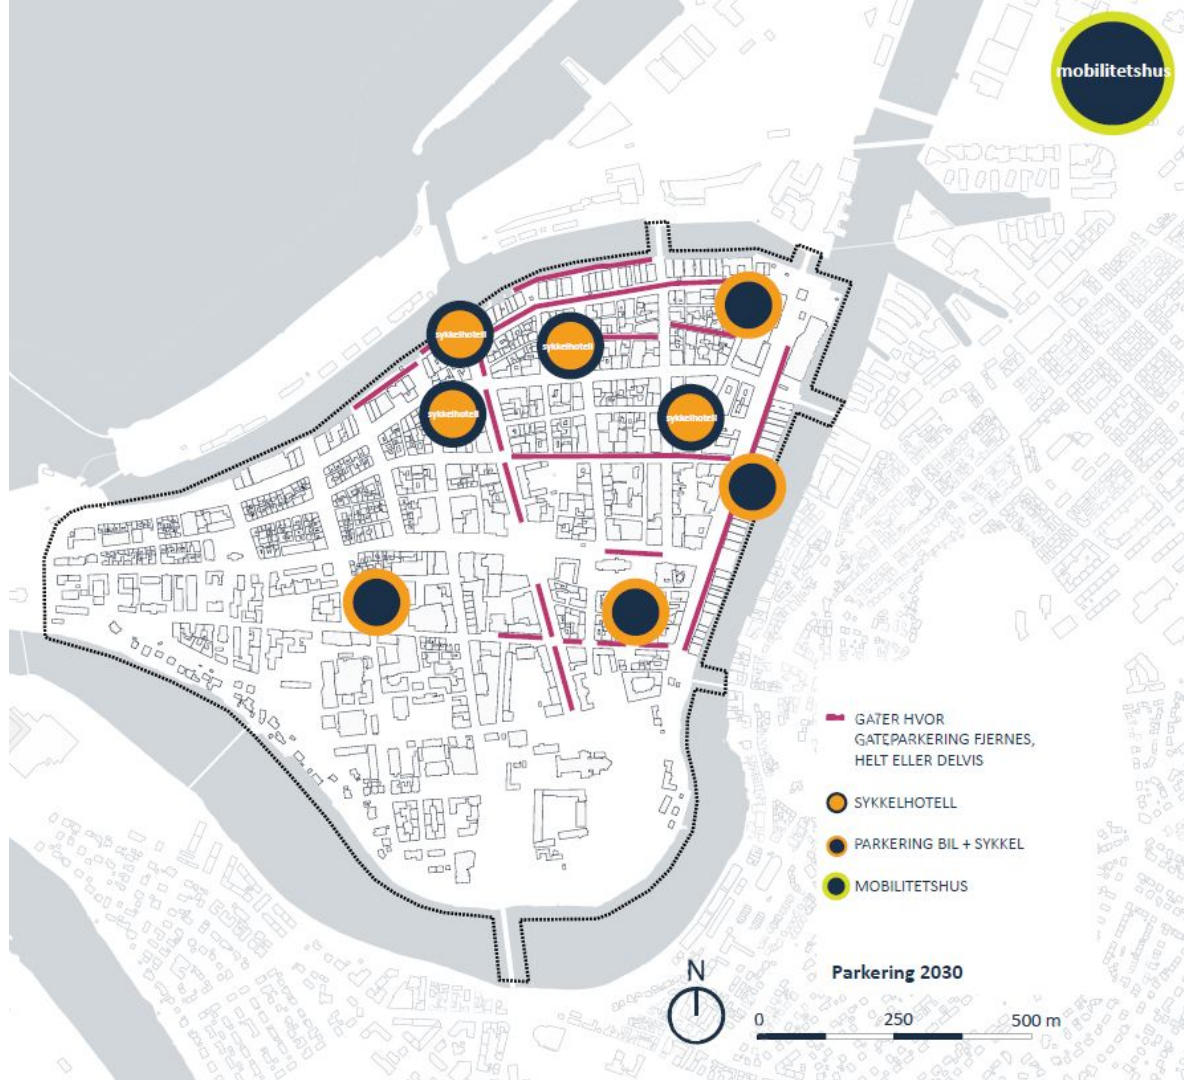 mobilitetshus
sykkelhotell
sykkelhotell
sykkelhotell
sykkelhotell
GATER HVOR
GATEPARKERING FJERNES,
HELT ELLER DELVIS
SYKKELHOTELL
PARKERING BIL + SYKKEL
MOBILITETSHUS
Parkering 2030
N
0 250 500 m